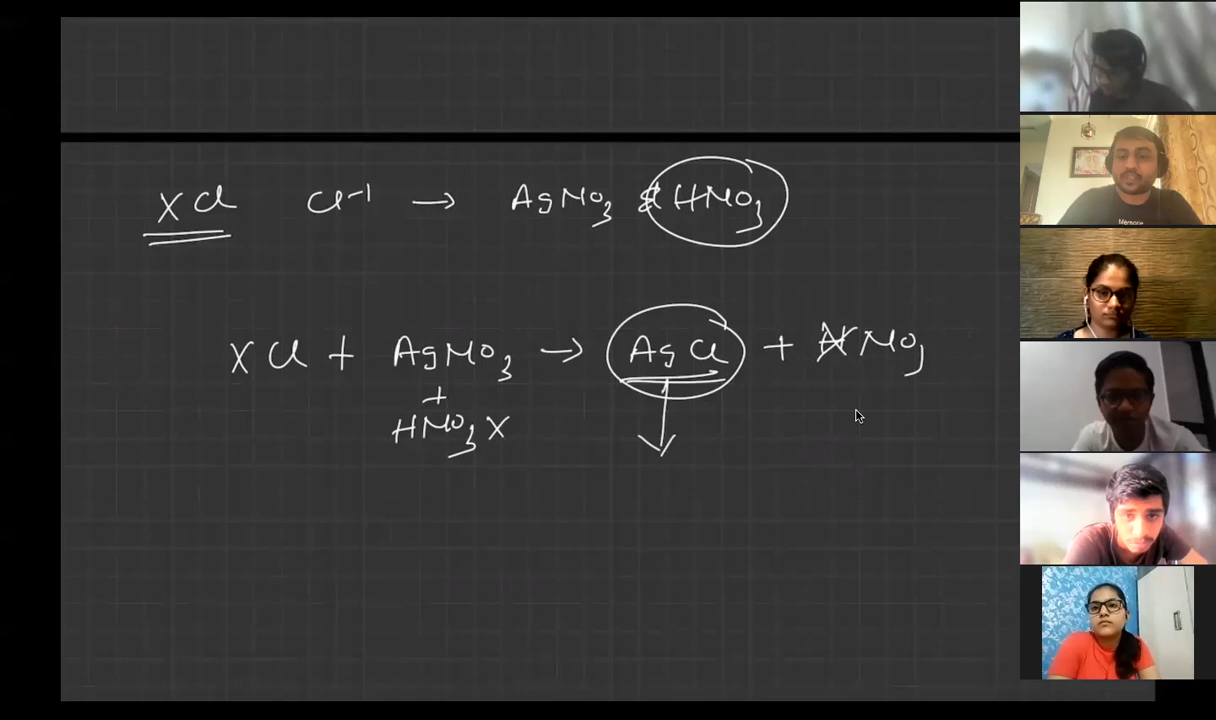 XCl Cl-1 → AgNO3 & HNO3
XCl + AgNO3 → AgCl + XNO3
+
HNO3 X
↓